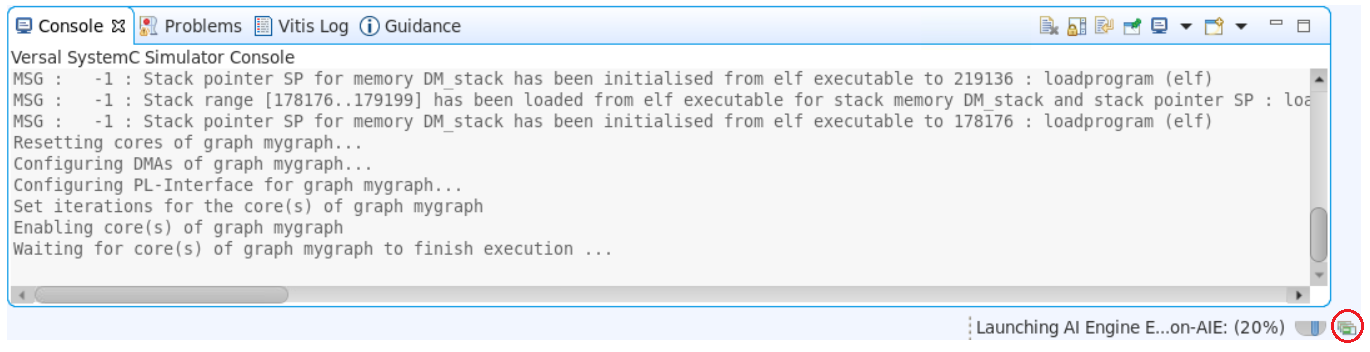 Console Problems Vitis Log Guidance
Versal SystemC Simulator Console
MSG :   -1 : Stack pointer SP for memory DM_stack has been initialised from elf executable to 219136 : loadprogram (elf)
MSG :   -1 : Stack range [178176..179199] has been loaded from elf executable for stack memory DM_stack and stack pointer SP : loa
MSG :   -1 : Stack pointer SP for memory DM_stack has been initialised from elf executable to 178176 : loadprogram (elf)
Resetting cores of graph mygraph...
Configuring DMAs of graph mygraph...
Configuring PL-Interface for graph mygraph...
Set iterations for the core(s) of graph mygraph
Enabling core(s) of graph mygraph
Waiting for core(s) of graph mygraph to finish execution ...
Launching AI Engine E...on-AIE: (20%)